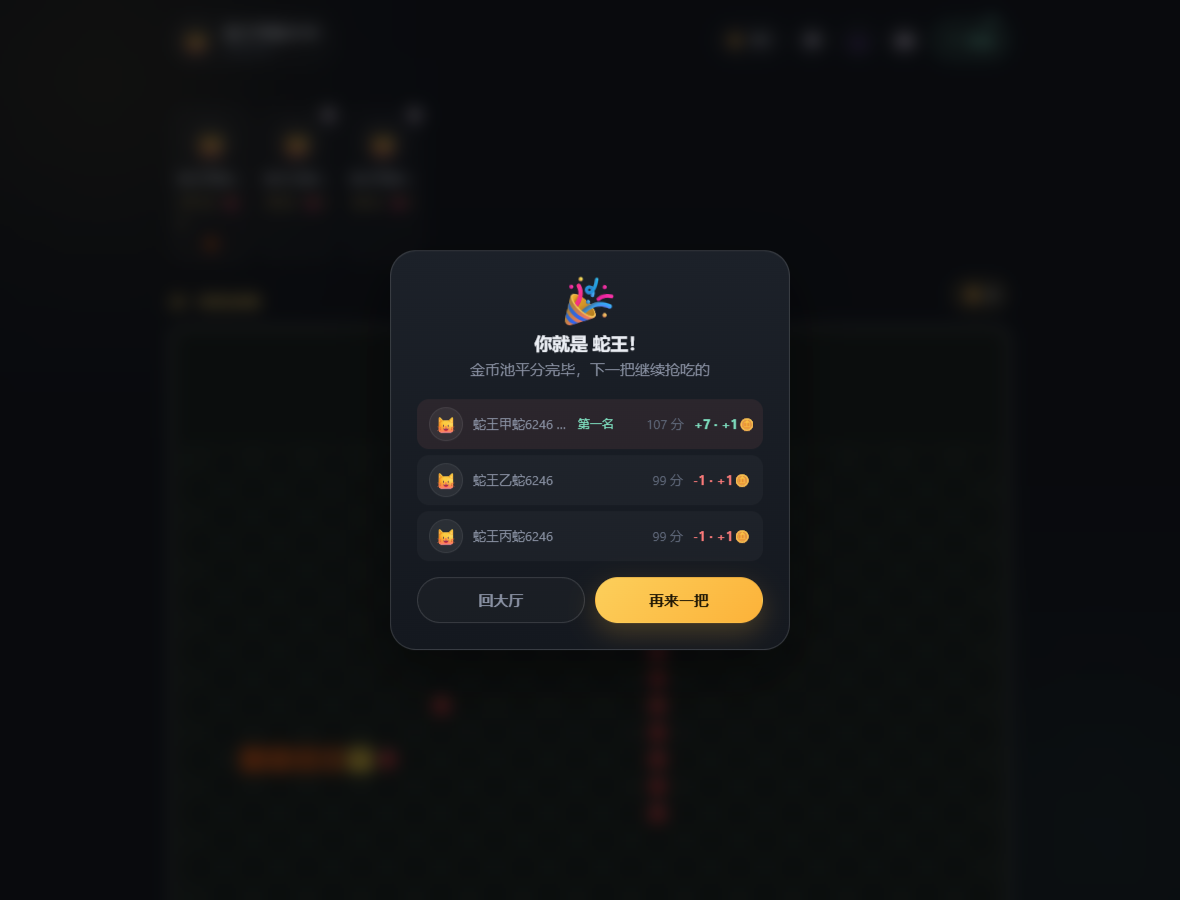 你就是 蛇王!
金币池平分完毕，下一把继续抢吃的
蛇王甲蛇6246 ... 第一名 107 分 +7 · +1
蛇王乙蛇6246 99 分 -1 · +1
蛇王丙蛇6246 99 分 -1 · +1
回大厅 再来一把